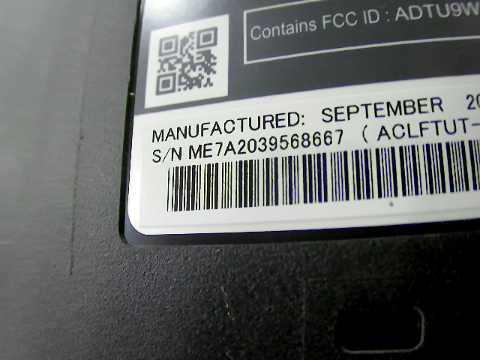 Contains FCC ID : ADTU9W
MANUFACTURED: SEPTEMBER 20
S/N ME7A2039568667 ( ACLFTUT-